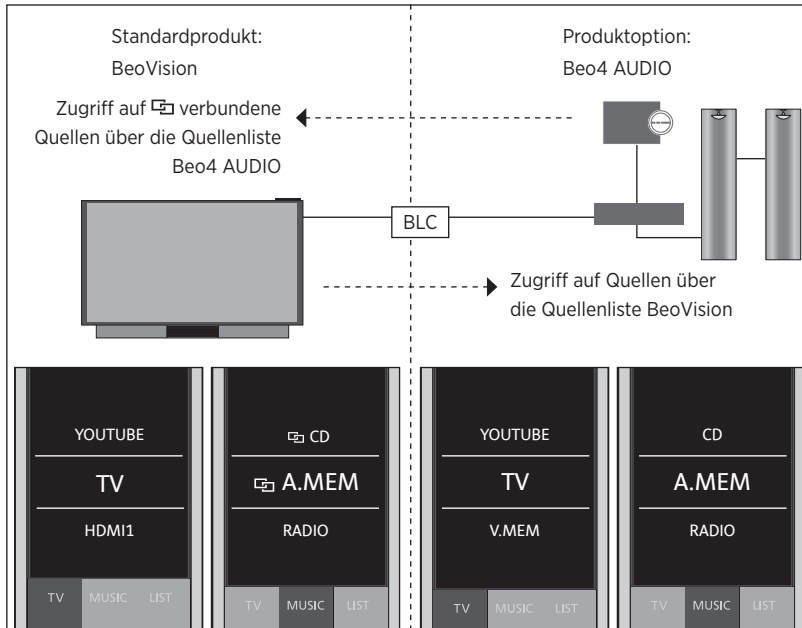 Standardprodukt:
BeoVision
Produktoption:
Beo4 AUDIO
Zugriff auf verbundene
Quellen über die Quellenliste
Beo4 AUDIO
BLC
Zugriff auf Quellen über
die Quellenliste BeoVision
YOUTUBE
TV
HDMI1
TV MUSIC LIST
CD
A.MEM
RADIO
TV MUSIC LIST
YOUTUBE
TV
V.MEM
TV MUSIC LIST
CD
A.MEM
RADIO
TV MUSIC LIST